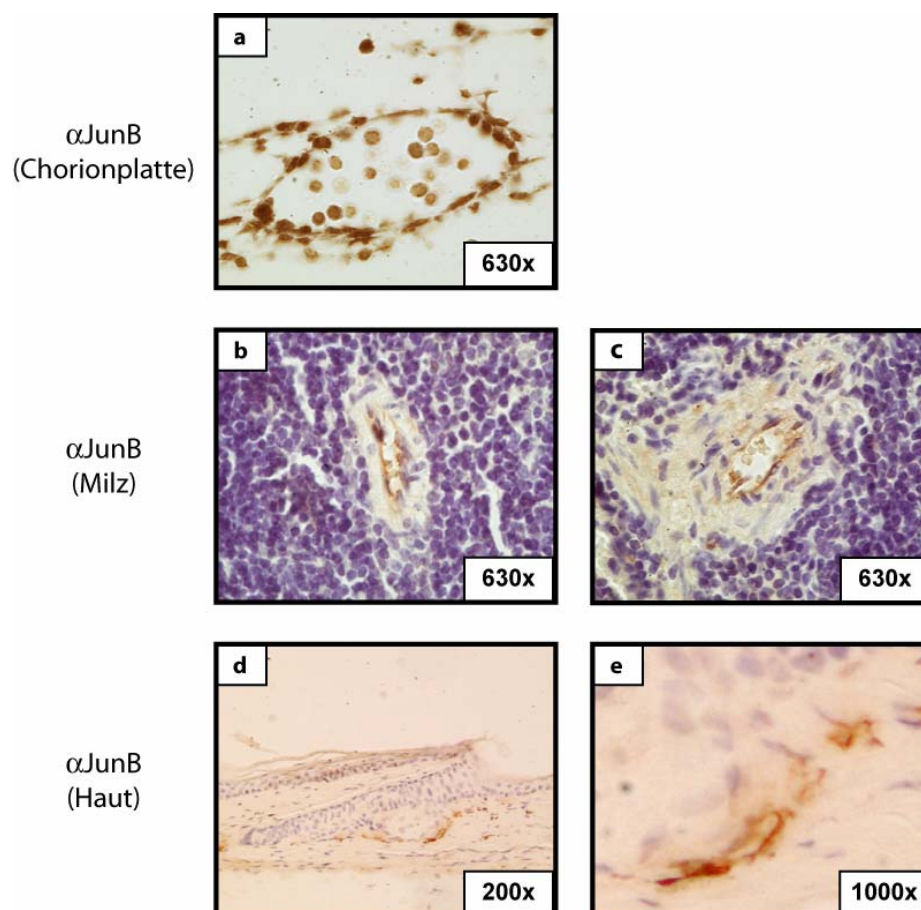 a
αJunB
(Chorionplatte)
630x
b
c
αJunB
(Milz)
630x
630x
d
e
αJunB
(Haut)
200x
1000x